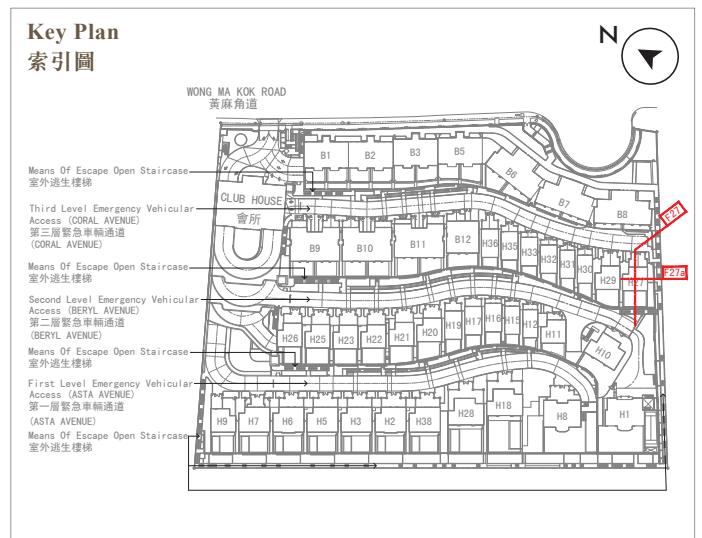 Key Plan
索引圖
N
WONG MA KOK ROAD
黃麻角道
B1 B2 B3 B5
B6
B7
B8
Means Of Escape Open Staircase
室外逃生樓梯
CLUB HOUSE
會所
Third Level Emergency Vehicular
Access (CORAL AVENUE)
第三層緊急車輛通道
(CORAL AVENUE)
F27
B9 B10 B11 B12 H36 H35 H33 H32 H31 H30 H29 H27
F27a
Means Of Escape Open Staircase
室外逃生樓梯
Second Level Emergency Vehicular
Access (BERYL AVENUE)
第二層緊急車輛通道
(BERYL AVENUE)
H26 H25 H23 H22 H21 H20 H19 H17 H16 H15 H12 H11
H10
Means Of Escape Open Staircase
室外逃生樓梯
First Level Emergency Vehicular
Access (ASTA AVENUE)
第一層緊急車輛通道
(ASTA AVENUE)
H9 H7 H6 H5 H3 H2 H38 H28 H18 H8 H1
Means Of Escape Open Staircase
室外逃生樓梯